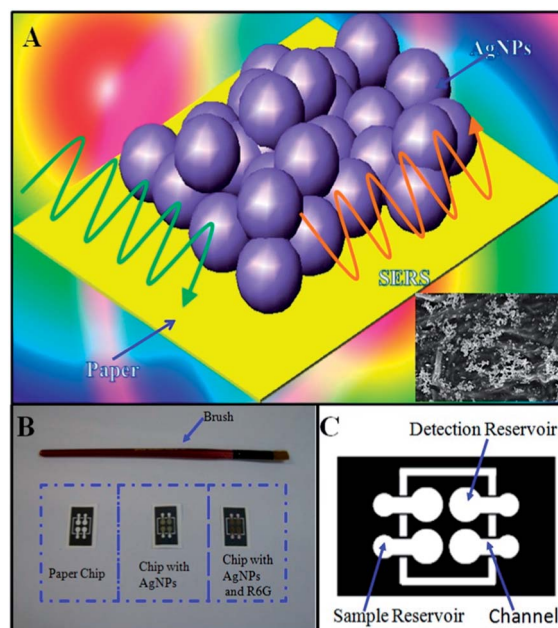 A
AgNPs
SERS
Paper
B
Brush
Paper Chip
Chip with
AgNPs
Chip with
AgNPs
and R6G
C
Detection Reservoir
Sample Reservoir
Channel